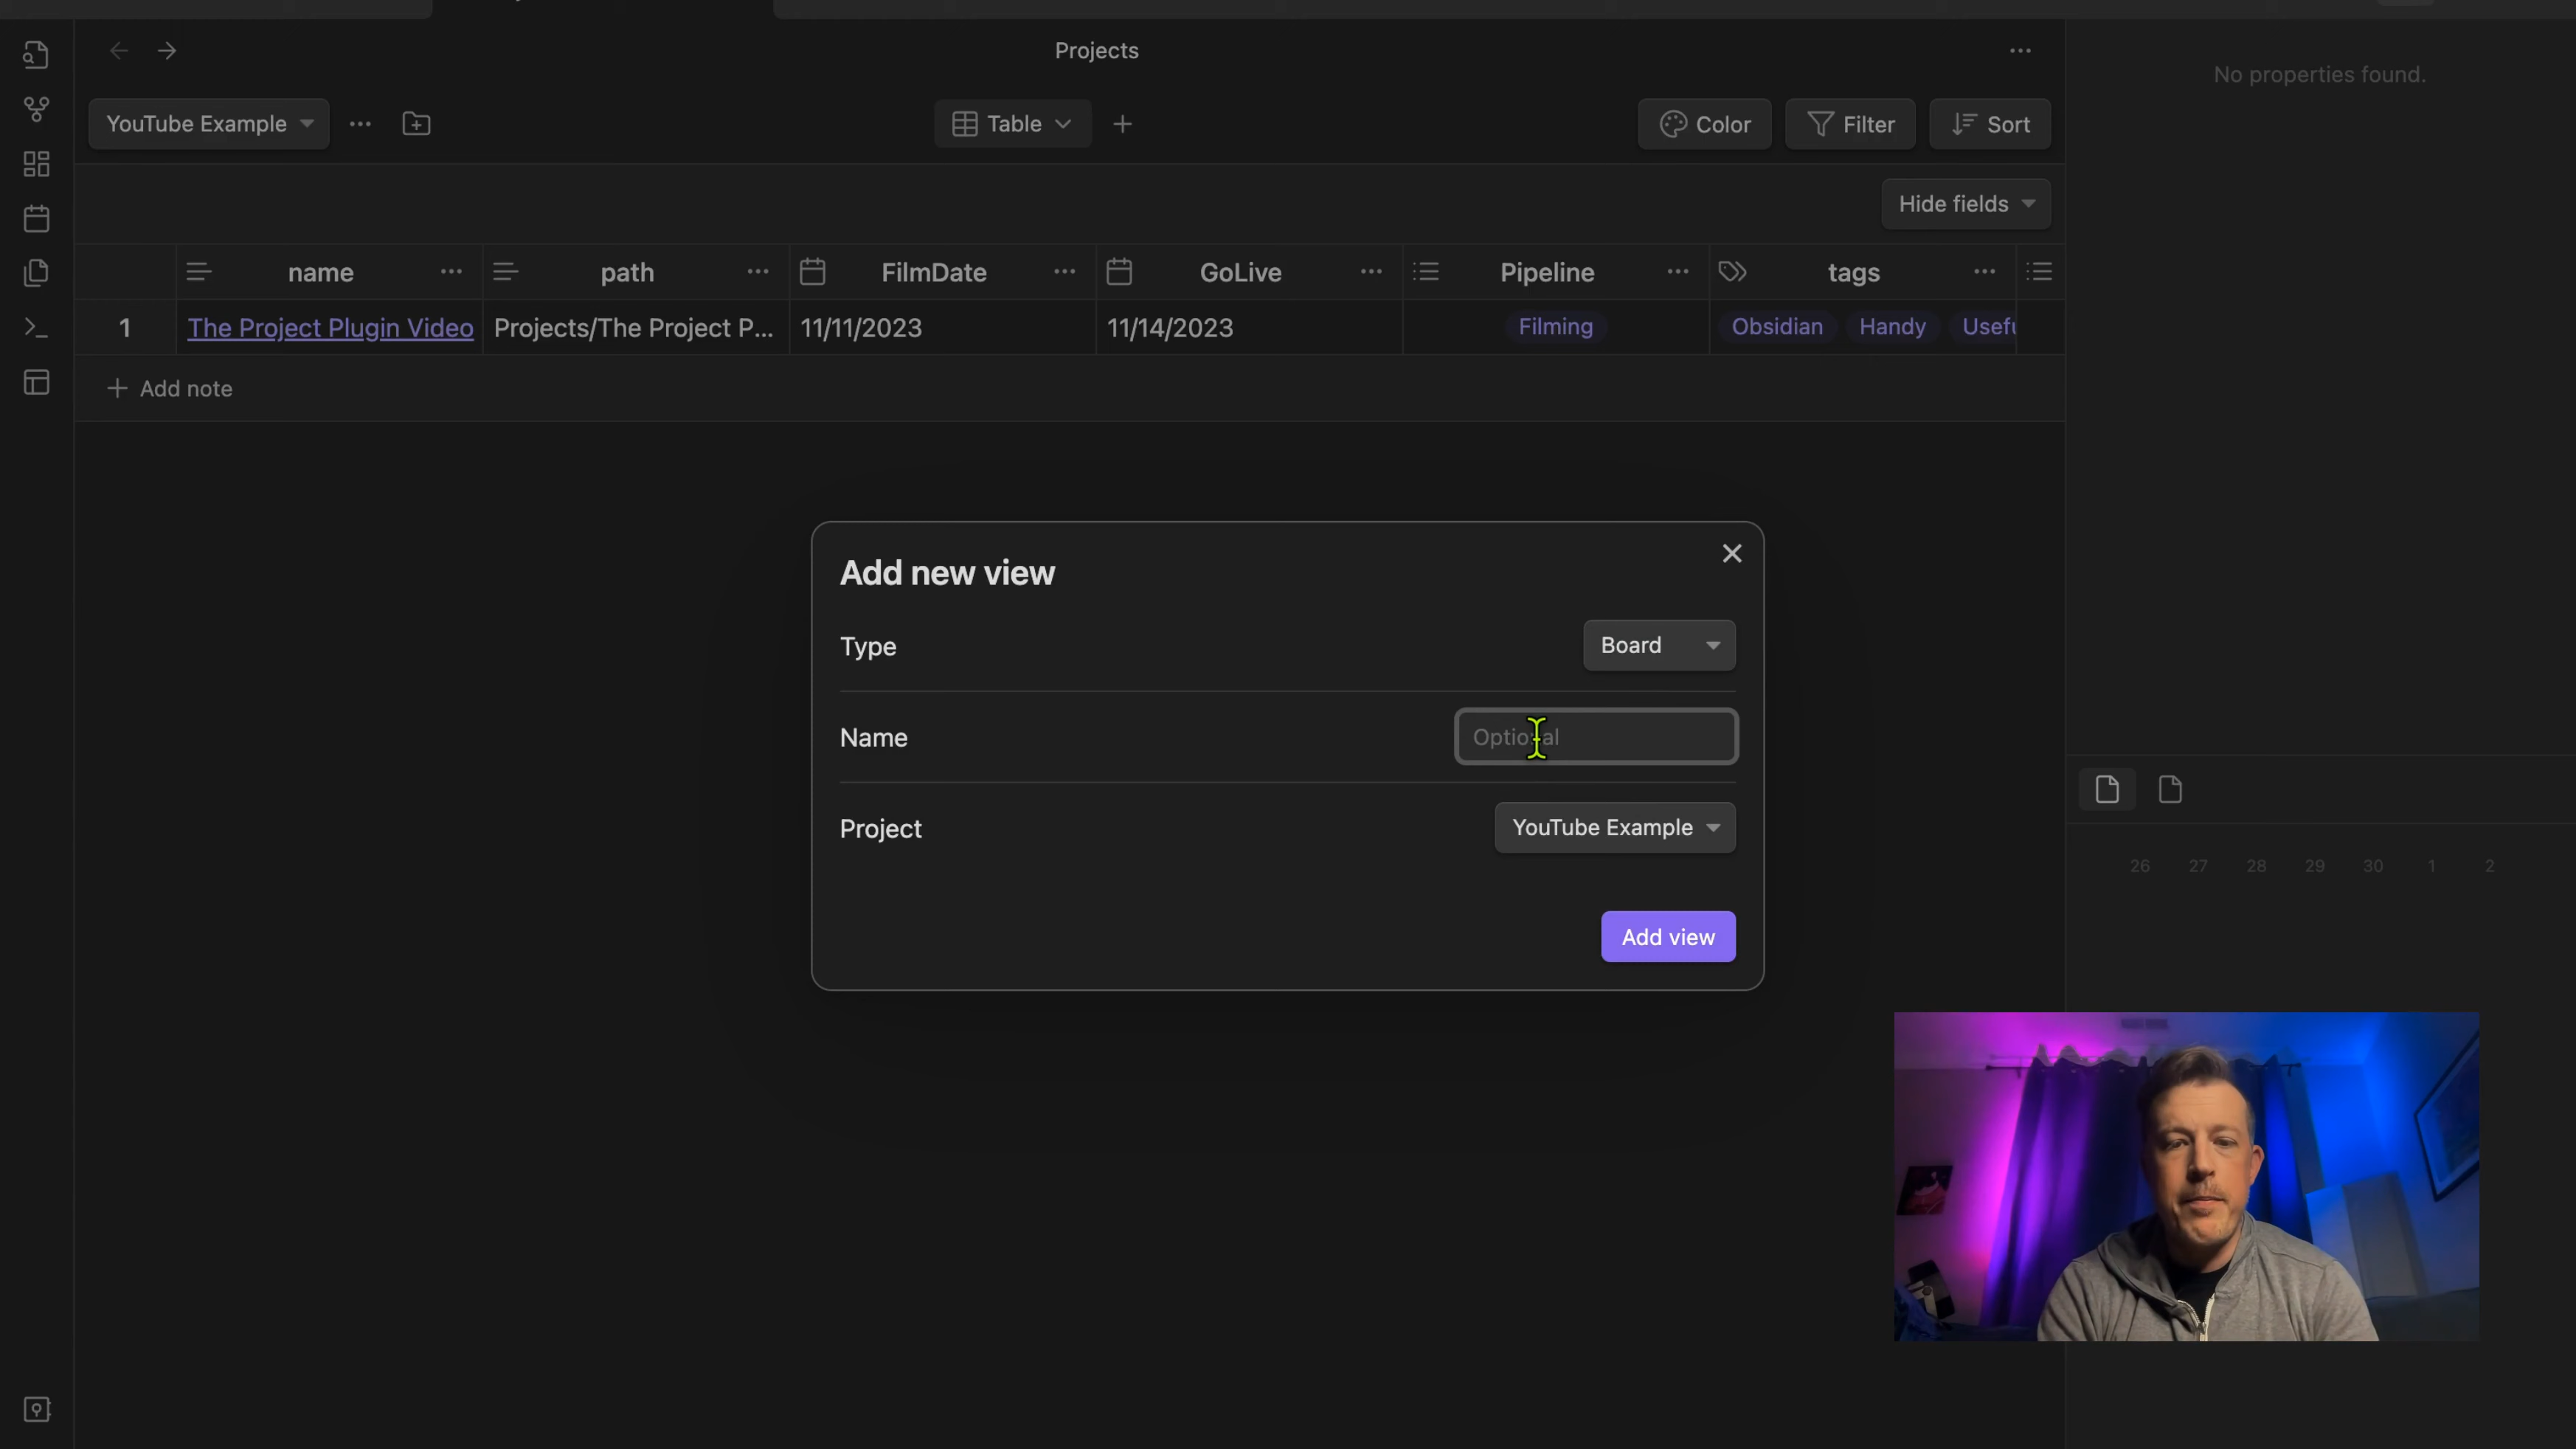 Projects
No properties found.
YouTube Example
Table
Color
Filter
Sort
Hide fields
name
path
FilmDate
GoLive
Pipeline
tags
1
The Project Plugin Video
Projects/The Project P...
11/11/2023
11/14/2023
Filming
Obsidian
Handy
Usefu
Add note
Add new view
Type
Board
Name
Optional
Project
YouTube Example
Add view
26 27 28 29 30 1 2